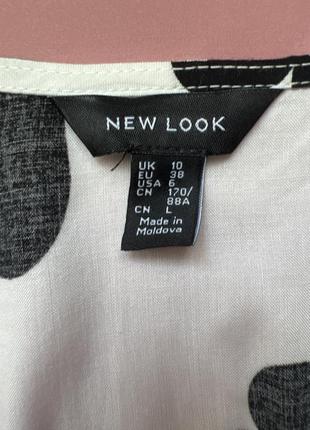 NEW LOOK
UK 10
EU 38
USA 6
CN 170/
88A
CN L
Made in
Moldova